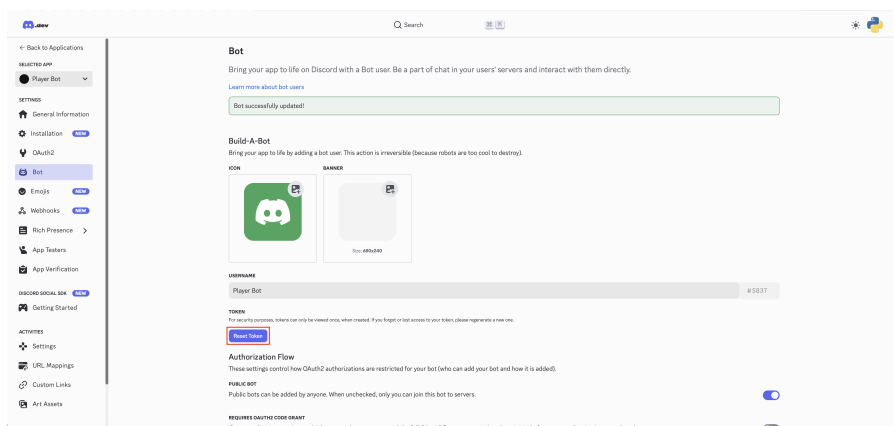 .dev
Search
⌘ K
← Back to Applications
SELECTED APP
Player Bot
SETTINGS
General Information
Installation NEW
OAuth2
Bot
Emojis NEW
Webhooks NEW
Rich Presence
App Testers
App Verification
DISCORD SOCIAL SDK NEW
Getting Started
ACTIVITIES
Settings
URL Mappings
Custom Links
Art Assets
Bot
Bring your app to life on Discord with a Bot user. Be a part of chat in your users' servers and interact with them directly.
Learn more about bot users
Bot successfully updated!
Build-A-Bot
Bring your app to life by adding a bot user. This action is irreversible (because robots are too cool to destroy).
ICON BANNER
Size: 680x240
USERNAME
Player Bot #5837
TOKEN
For security purposes, tokens can only be viewed once, when created. If you forgot or lost access to your token, please regenerate a new one.
Reset Token
Authorization Flow
These settings control how OAuth2 authorizations are restricted for your bot (who can add your bot and how it is added).
PUBLIC BOT
Public bots can be added by anyone. When unchecked, only you can join this bot to servers.
REQUIRES OAUTH2 CODE GRANT